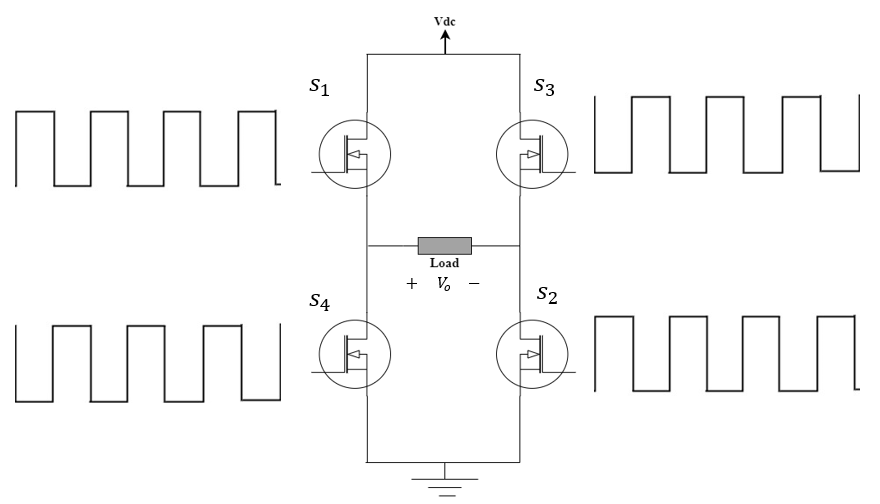 Vdc
S₁
S₃
Load
+ Vₒ −
S₄
S₂